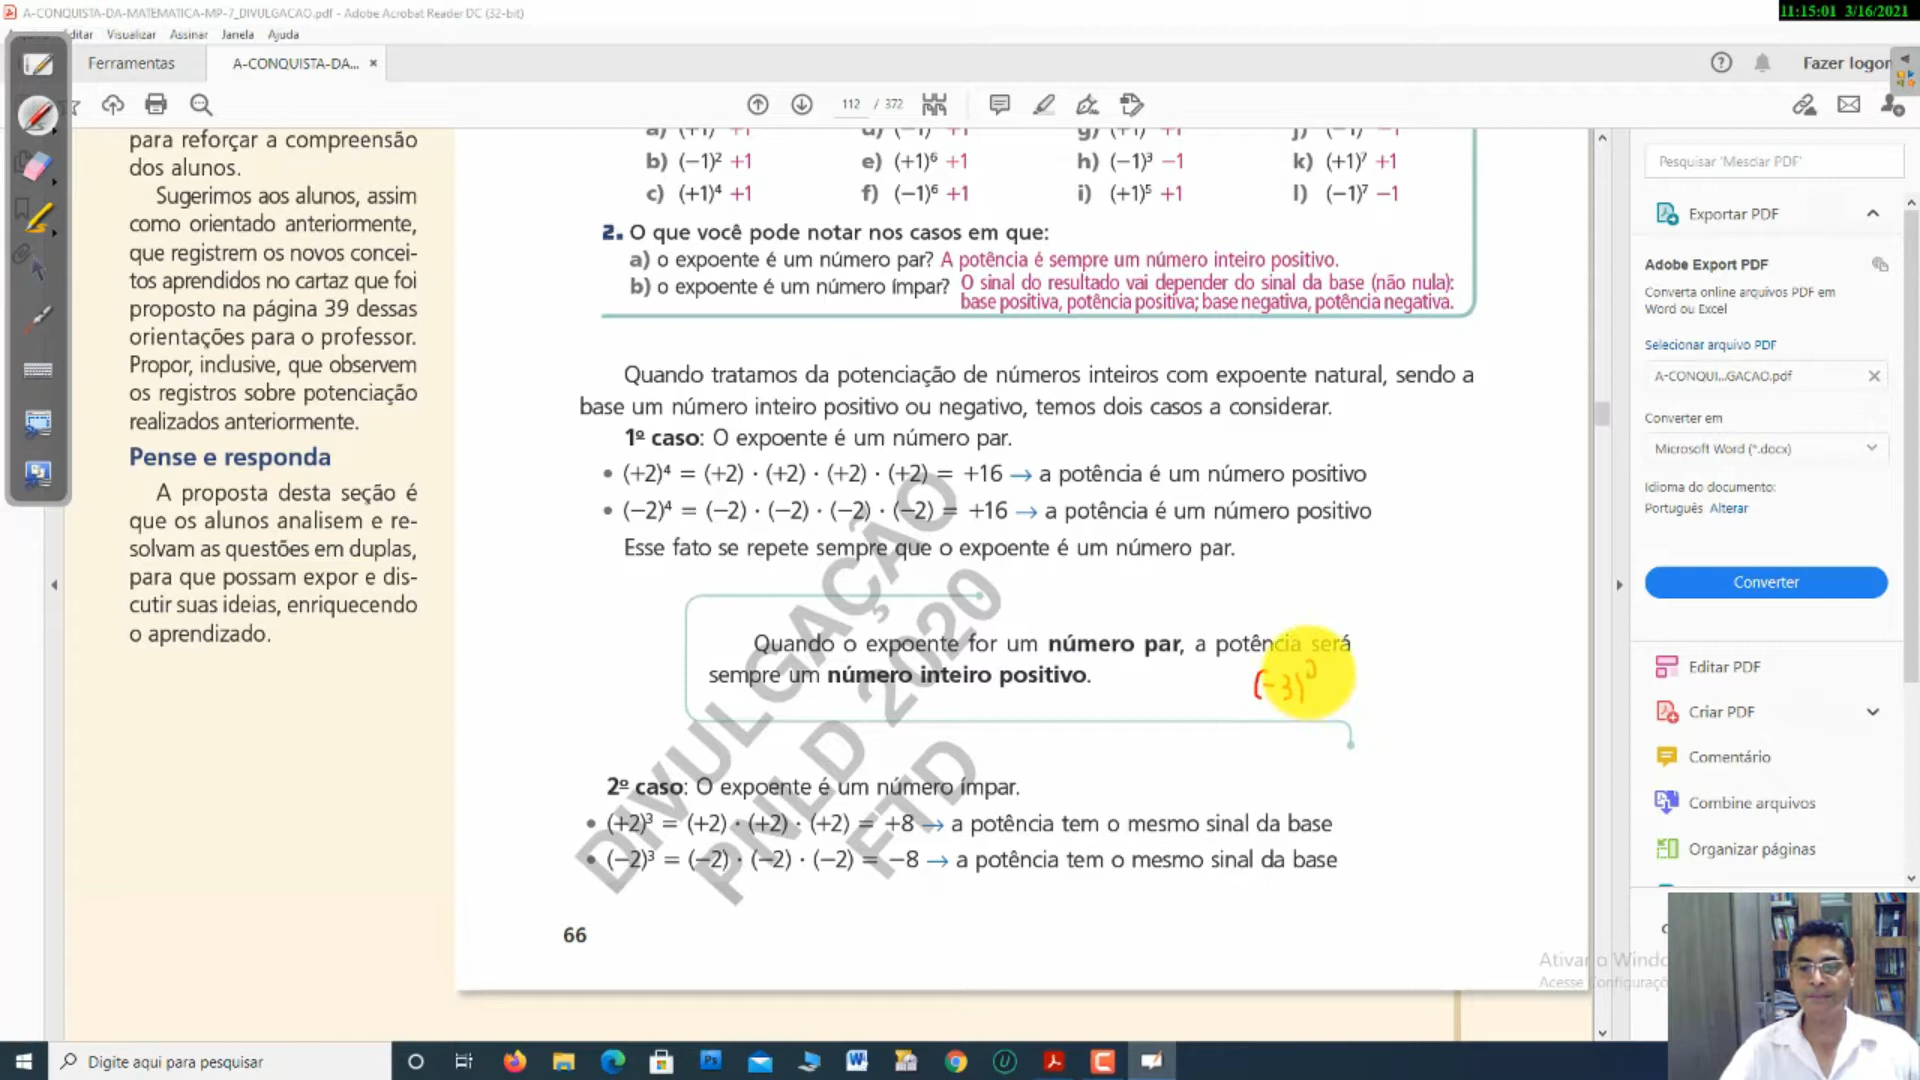 A-CONQUISTA-DA-MATEMATICA-MP-7_DIVULGACAO.pdf - Adobe Acrobat Reader DC (32-bit)
11:15:01 3/16/2021
Editar Visualizar Assinar Janela Ajuda
Ferramentas
A-CONQUISTA-DA... ×
Fazer logon
112 / 372
para reforçar a compreensão
dos alunos.
Sugerimos aos alunos, assim
como orientado anteriormente,
que registrem os novos concei-
tos aprendidos no cartaz que foi
proposto na página 39 dessas
orientações para o professor.
Propor, inclusive, que observem
os registros sobre potenciação
realizados anteriormente.
Pense e responda
A proposta desta seção é
que os alunos analisem e re-
solvam as questões em duplas,
para que possam expor e dis-
cutir suas ideias, enriquecendo
o aprendizado.
b) (−1)² +1 e) (+1)⁶ +1 h) (−1)³ −1 k) (+1)⁷ +1
c) (+1)⁴ +1 f) (−1)⁶ +1 i) (+1)⁵ +1 l) (−1)⁷ −1
2. O que você pode notar nos casos em que:
a) o expoente é um número par? A potência é sempre um número inteiro positivo.
b) o expoente é um número ímpar? O sinal do resultado vai depender do sinal da base (não nula):
base positiva, potência positiva; base negativa, potência negativa.
Quando tratamos da potenciação de números inteiros com expoente natural, sendo a
base um número inteiro positivo ou negativo, temos dois casos a considerar.
1º caso: O expoente é um número par.
• (+2)⁴ = (+2) · (+2) · (+2) · (+2) = +16 → a potência é um número positivo
• (−2)⁴ = (−2) · (−2) · (−2) · (−2) = +16 → a potência é um número positivo
Esse fato se repete sempre que o expoente é um número par.
Quando o expoente for um número par, a potência será
sempre um número inteiro positivo.
(-3)
2º caso: O expoente é um número ímpar.
• (+2)³ = (+2) · (+2) · (+2) = +8 → a potência tem o mesmo sinal da base
• (−2)³ = (−2) · (−2) · (−2) = −8 → a potência tem o mesmo sinal da base
66
DIVULGAÇÃO
PNLD 2020
FTD
Pesquisar 'Mesclar PDF'
Exportar PDF
Adobe Export PDF
Converta online arquivos PDF em
Word ou Excel
Selecionar arquivo PDF
A-CONQUI...GACAO.pdf
Converter em
Microsoft Word (*.docx)
Idioma do documento:
Português Alterar
Converter
Editar PDF
Criar PDF
Comentário
Combine arquivos
Organizar páginas
Ativar o Windo
Acesse Configuraçõ
Digite aqui para pesquisar